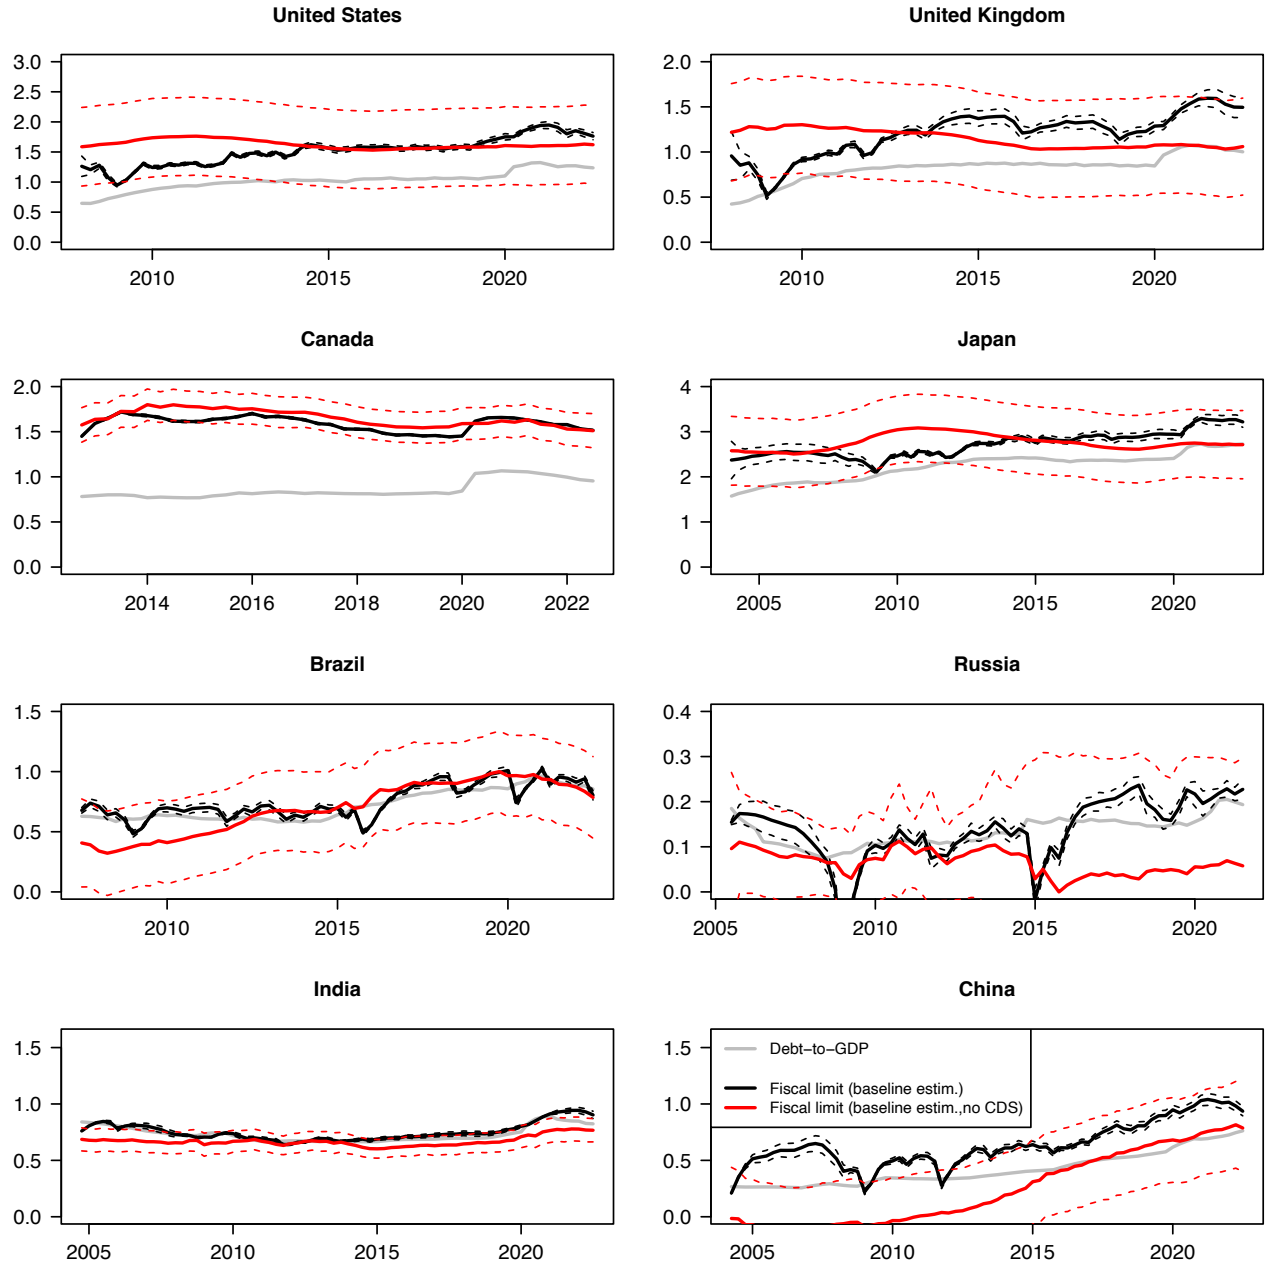 United States
3.0
2.5
2.0
1.5
1.0
0.5
0.0
2010 2015 2020
United Kingdom
2.0
1.5
1.0
0.5
0.0
2010 2015 2020
Canada
2.0
1.5
1.0
0.5
0.0
2014 2016 2018 2020 2022
Japan
4
3
2
1
0
2005 2010 2015 2020
Brazil
1.5
1.0
0.5
0.0
2010 2015 2020
Russia
0.4
0.3
0.2
0.1
0.0
2005 2010 2015 2020
India
1.5
1.0
0.5
0.0
2005 2010 2015 2020
China
1.5
1.0
0.5
0.0
Debt−to−GDP
Fiscal limit (baseline estim.)
Fiscal limit (baseline estim.,no CDS)
2005 2010 2015 2020